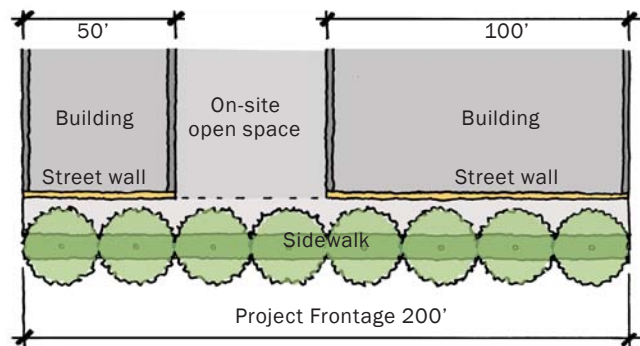 50’
100’
Building
On-site
open space
Building
Street wall
Street wall
Sidewalk
Project Frontage 200’